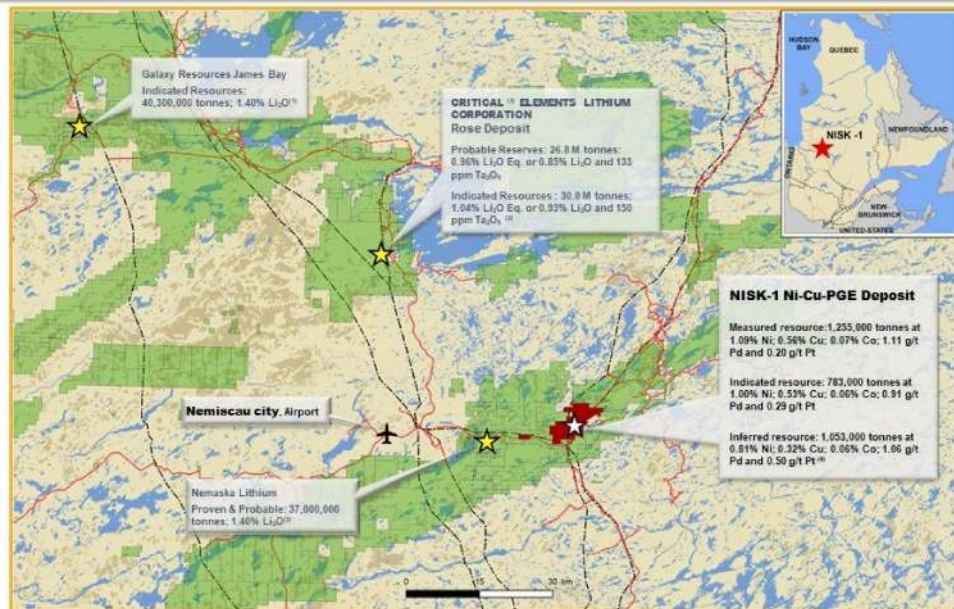 Galaxy Resources James Bay
Indicated Resources:
40,300,000 tonnes; 1.40% Li₂O⁽¹⁾
CRITICAL ⁽²⁾ ELEMENTS LITHIUM
CORPORATION
Rose Deposit
Probable Reserves: 26.8 M tonnes:
0.96% Li₂O Eq. or 0.85% Li₂O and 133
ppm Ta₂O₅
Indicated Resources : 30.0 M tonnes;
1.04% Li₂O Eq. or 0.93% Li₂O and 150
ppm Ta₂O₅
HUDSON
BAY
QUEBEC
NEWFOUNDLAND
NISK -1
ONTARIO
NEW-
BRUNSWICK
UNITED-STATES
NISK-1 Ni-Cu-PGE Deposit
Measured resource:1,255,000 tonnes at
1.09% Ni; 0.56% Cu; 0.07% Co; 1.11 g/t
Pd and 0.20 g/t Pt
Indicated resource: 783,000 tonnes at
1.00% Ni; 0.53% Cu; 0.06% Co; 0.91 g/t
Pd and 0.29 g/t Pt
Inferred resource: 1,053,000 tonnes at
0.81% Ni; 0.32% Cu; 0.06% Co; 1.06 g/t
Pd and 0.50 g/t Pt
Nemiscau city, Airport
Nemaska Lithium
Proven & Probable: 37,000,000
tonnes; 1.40% Li₂O
0 15 30 km